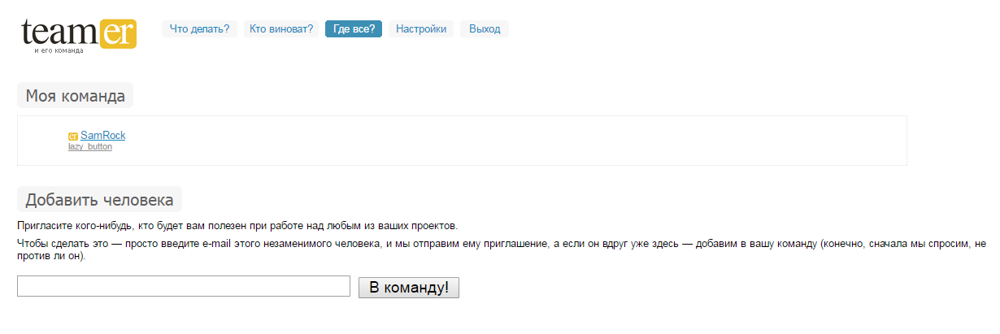 teamer
и его команда
Что делать? Кто виноват? Где все? Настройки Выход
Моя команда
er SamRock
lazy_button
Добавить человека
Пригласите кого-нибудь, кто будет вам полезен при работе над любым из ваших проектов.
Чтобы сделать это — просто введите e-mail этого незаменимого человека, и мы отправим ему приглашение, а если он вдруг уже здесь — добавим в вашу команду (конечно, сначала мы спросим, не
против ли он).
В команду!